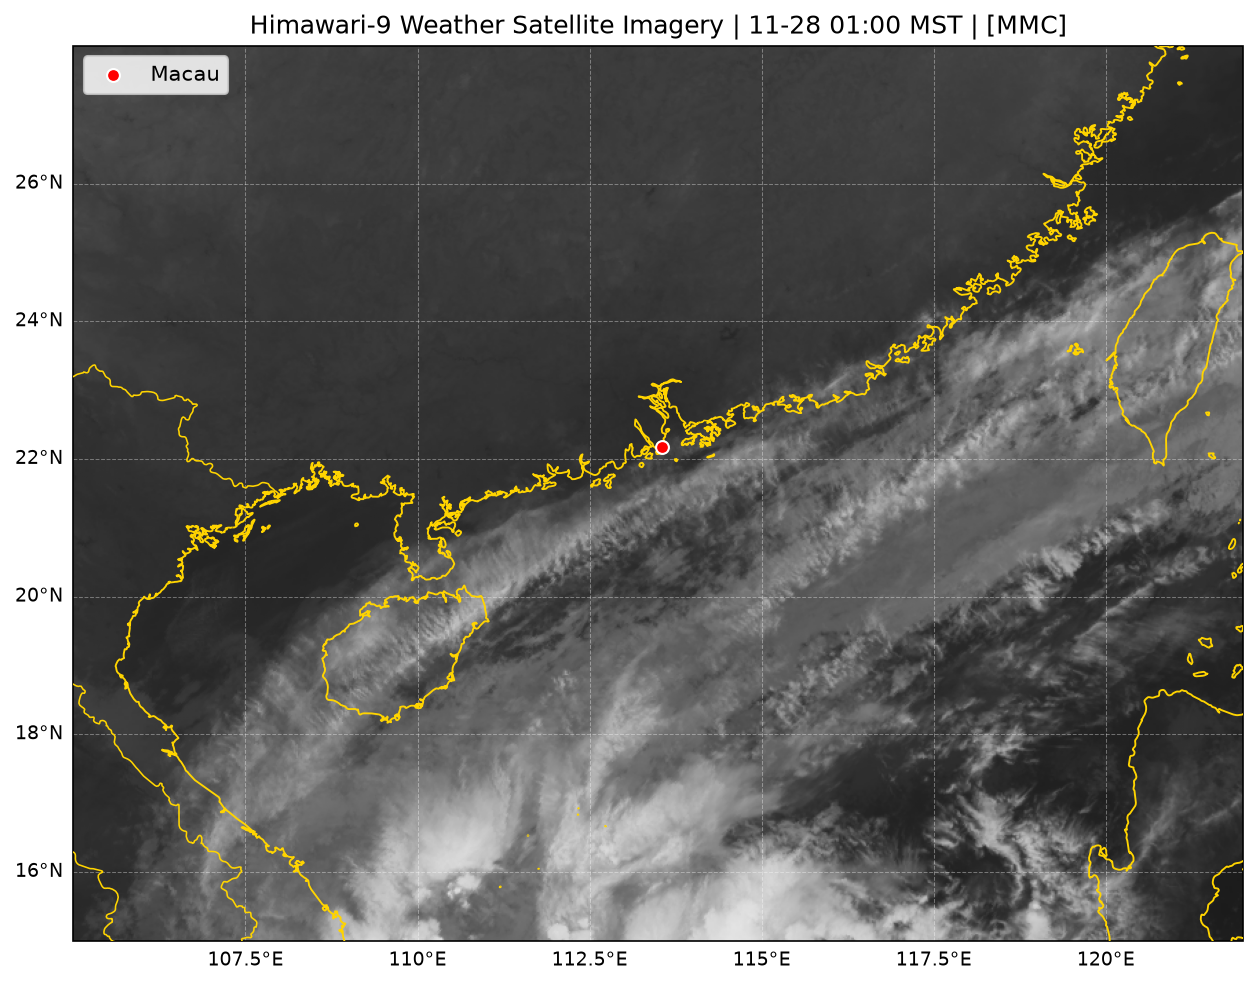 Himawari-9 Weather Satellite Imagery | 11-28 01:00 MST | [MMC]
Macau
26°N
24°N
22°N
20°N
18°N
16°N
107.5°E 110°E 112.5°E 115°E 117.5°E 120°E